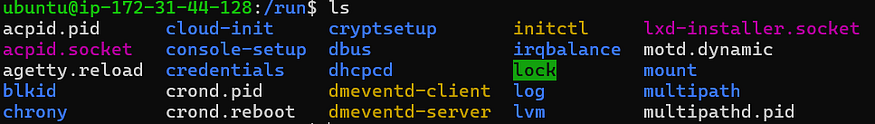 ubuntu@ip-172-31-44-128:/run$ ls
acpid.pid cloud-init cryptsetup initctl lxd-installer.socket
acpid.socket console-setup dbus irqbalance motd.dynamic
agetty.reload credentials dhcpcd lock mount
blkid crond.pid dmeventd-client log multipath
chrony crond.reboot dmeventd-server lvm multipathd.pid